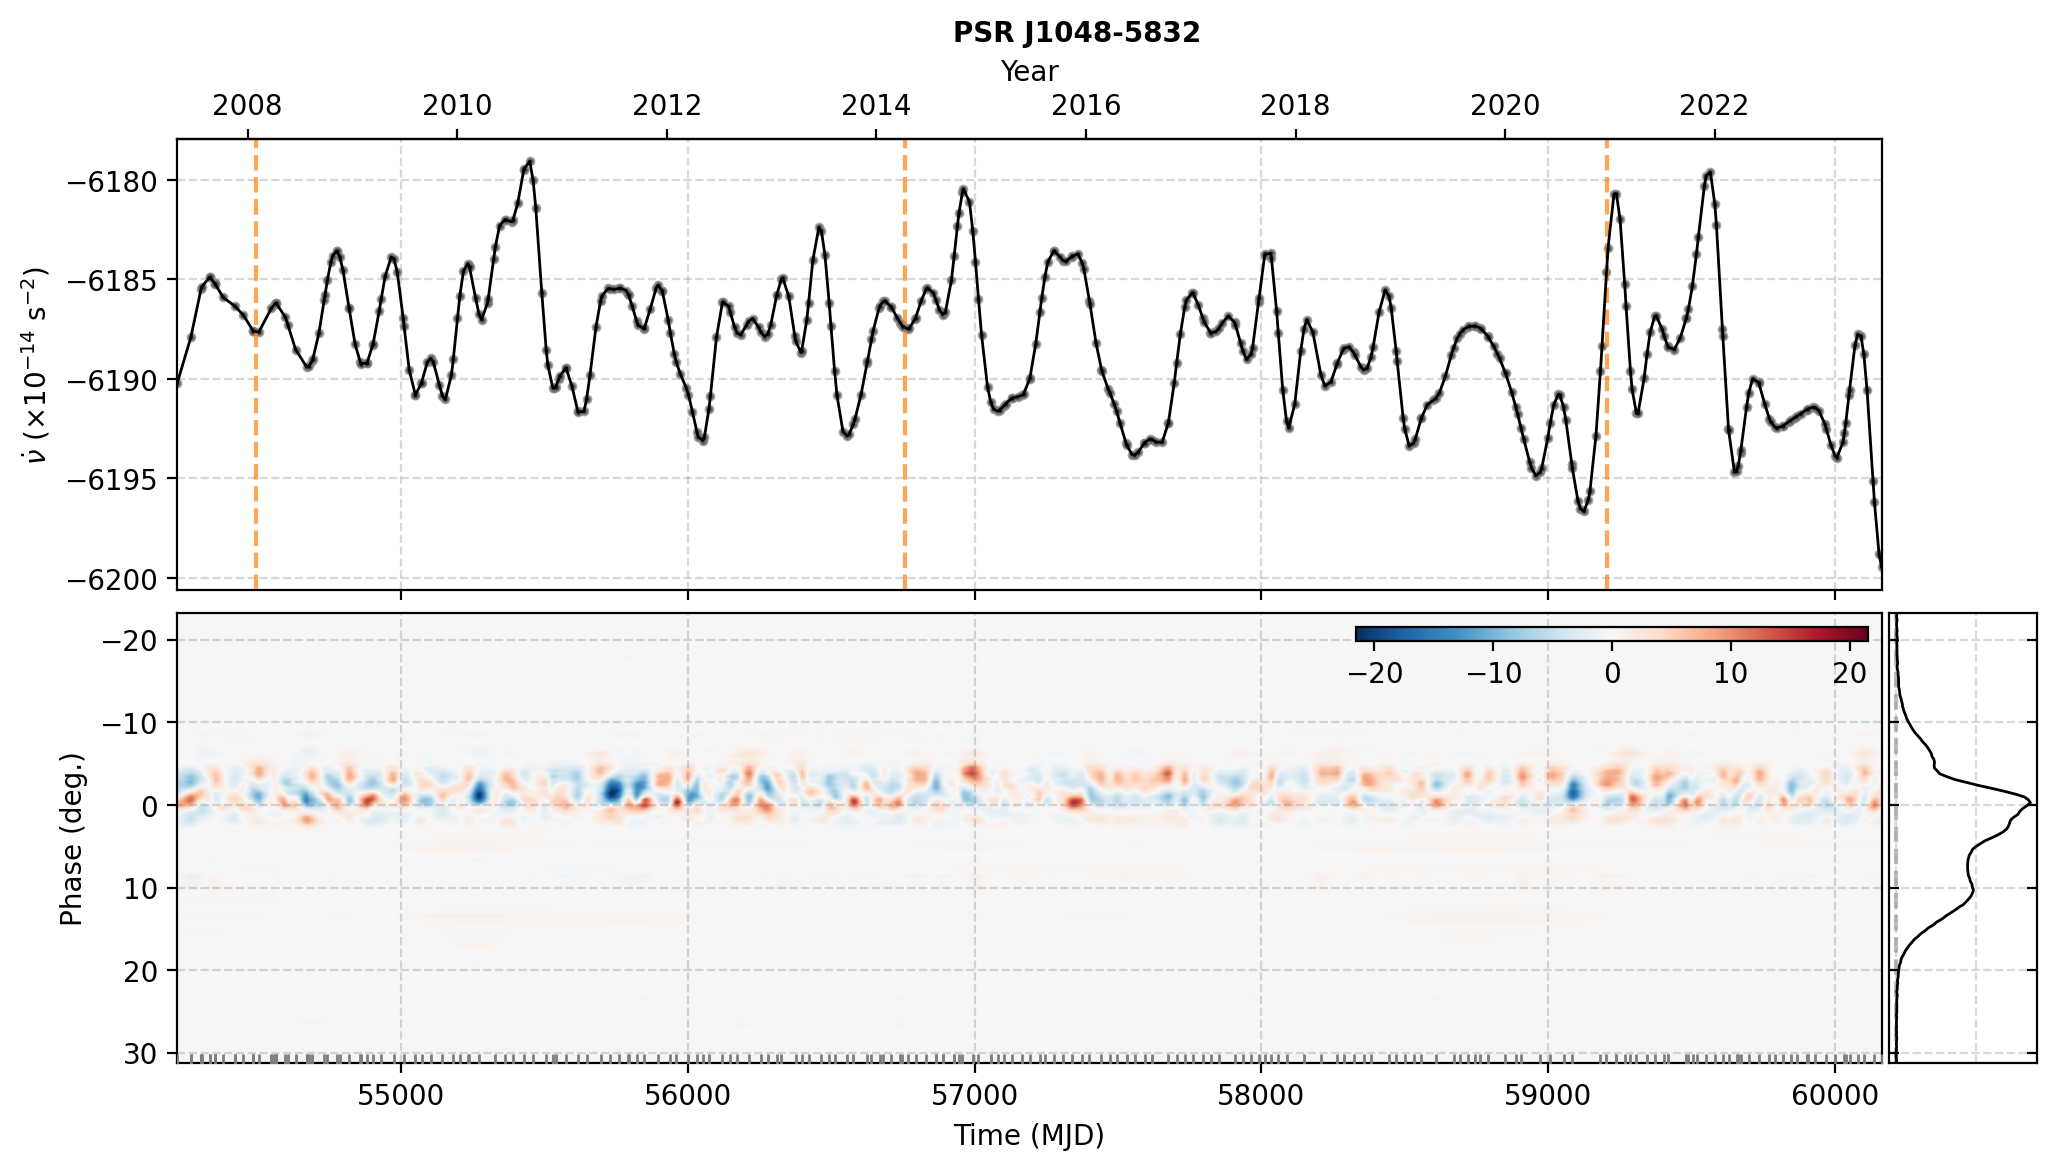 PSR J1048-5832
Year
2008 2010 2012 2014 2016 2018 2020 2022
−6180
−6185
−6190
−6195
−6200
ν̇ (×10⁻¹⁴ s⁻²)
−20 −10 0 10 20
−20
−10
0
10
20
30
Phase (deg.)
55000 56000 57000 58000 59000 60000
Time (MJD)